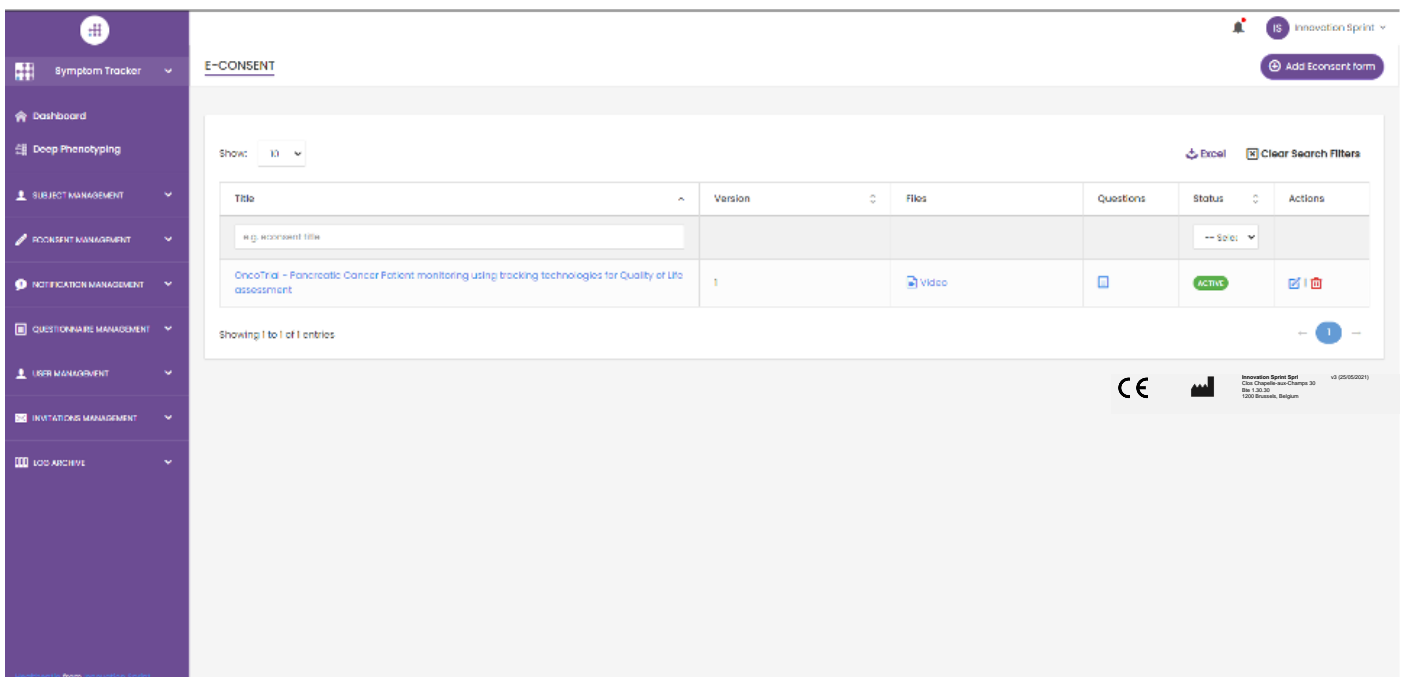 IS Innovation Sprint
Symptom Tracker
E-CONSENT
Add Econsent form
Dashboard
Deep Phenotyping
Show: 10
Excel
Clear Search Filters
SUBJECT MANAGEMENT
Title Version Files Questions Status Actions
ECONSENT MANAGEMENT
e.g. econsent title
-- Selec
OncoTrial - Pancreatic Cancer Patient monitoring using tracking technologies for Quality of Life
assessment
1 Video ACTIVE
NOTIFICATION MANAGEMENT
QUESTIONNAIRE MANAGEMENT
Showing 1 to 1 of 1 entries
← 1 →
USER MANAGEMENT
Innovation Sprint Sprl v3 (25/05/2021)
Clos Chapelle-aux-Champs 30
Bte 1.30.30
1200 Brussels, Belgium
CE
INVITATIONS MANAGEMENT
LOG ARCHIVE
from